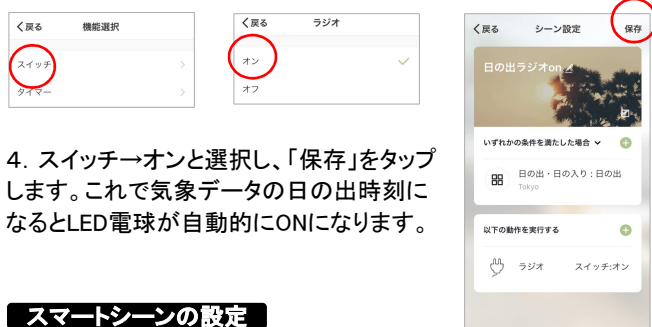 く戻る 機能選択
スイッチ
タイマー
く戻る ラジオ
オン
オフ
4. スイッチ→オンと選択し、「保存」をタップ
します。これで気象データの日の出時刻に
なるとLED電球が自動的にONになります。
スマートシーンの設定
く戻る シーン設定 保存
日の出ラジオon
いずれかの条件を満たした場合
日の出・日の入り:日の出
Tokyo
以下の動作を実行する
ラジオ スイッチ:オン